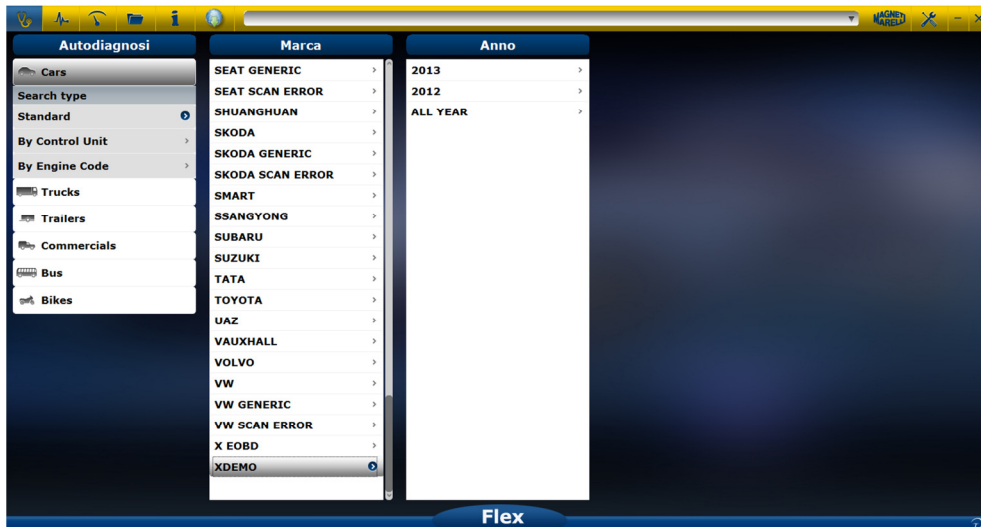 MAGNETI
MARELLI
Autodiagnosi
Cars
Search type
Standard
By Control Unit
By Engine Code
Trucks
Trailers
Commercials
Bus
Bikes
Marca
SEAT GENERIC
SEAT SCAN ERROR
SHUANGHUAN
SKODA
SKODA GENERIC
SKODA SCAN ERROR
SMART
SSANGYONG
SUBARU
SUZUKI
TATA
TOYOTA
UAZ
VAUXHALL
VOLVO
VW
VW GENERIC
VW SCAN ERROR
X EOBD
XDEMO
Anno
2013
2012
ALL YEAR
Flex